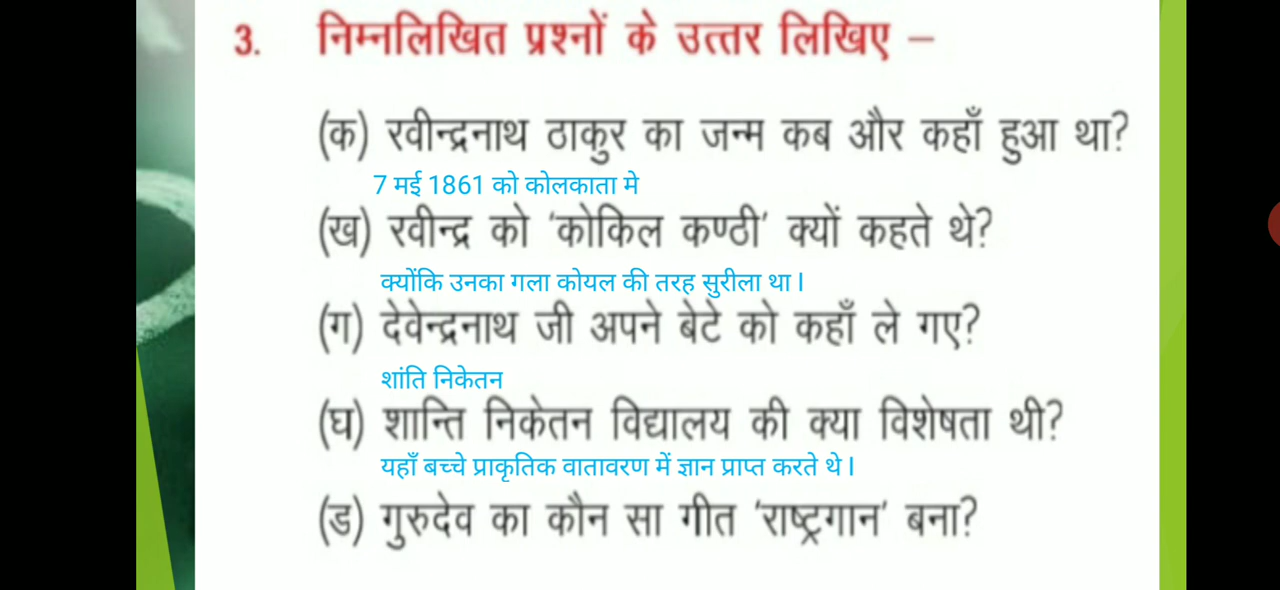 3. निम्नलिखित प्रश्नों के उत्तर लिखिए –
(क) रवीन्द्रनाथ ठाकुर का जन्म कब और कहाँ हुआ था?
7 मई 1861 को कोलकाता मे
(ख) रवीन्द्र को 'कोकिल कण्ठी' क्यों कहते थे?
क्योंकि उनका गला कोयल की तरह सुरीला था l
(ग) देवेन्द्रनाथ जी अपने बेटे को कहाँ ले गए?
शांति निकेतन
(घ) शान्ति निकेतन विद्यालय की क्या विशेषता थी?
यहाँ बच्चे प्राकृतिक वातावरण में ज्ञान प्राप्त करते थे l
(ड) गुरुदेव का कौन सा गीत 'राष्ट्रगान' बना?